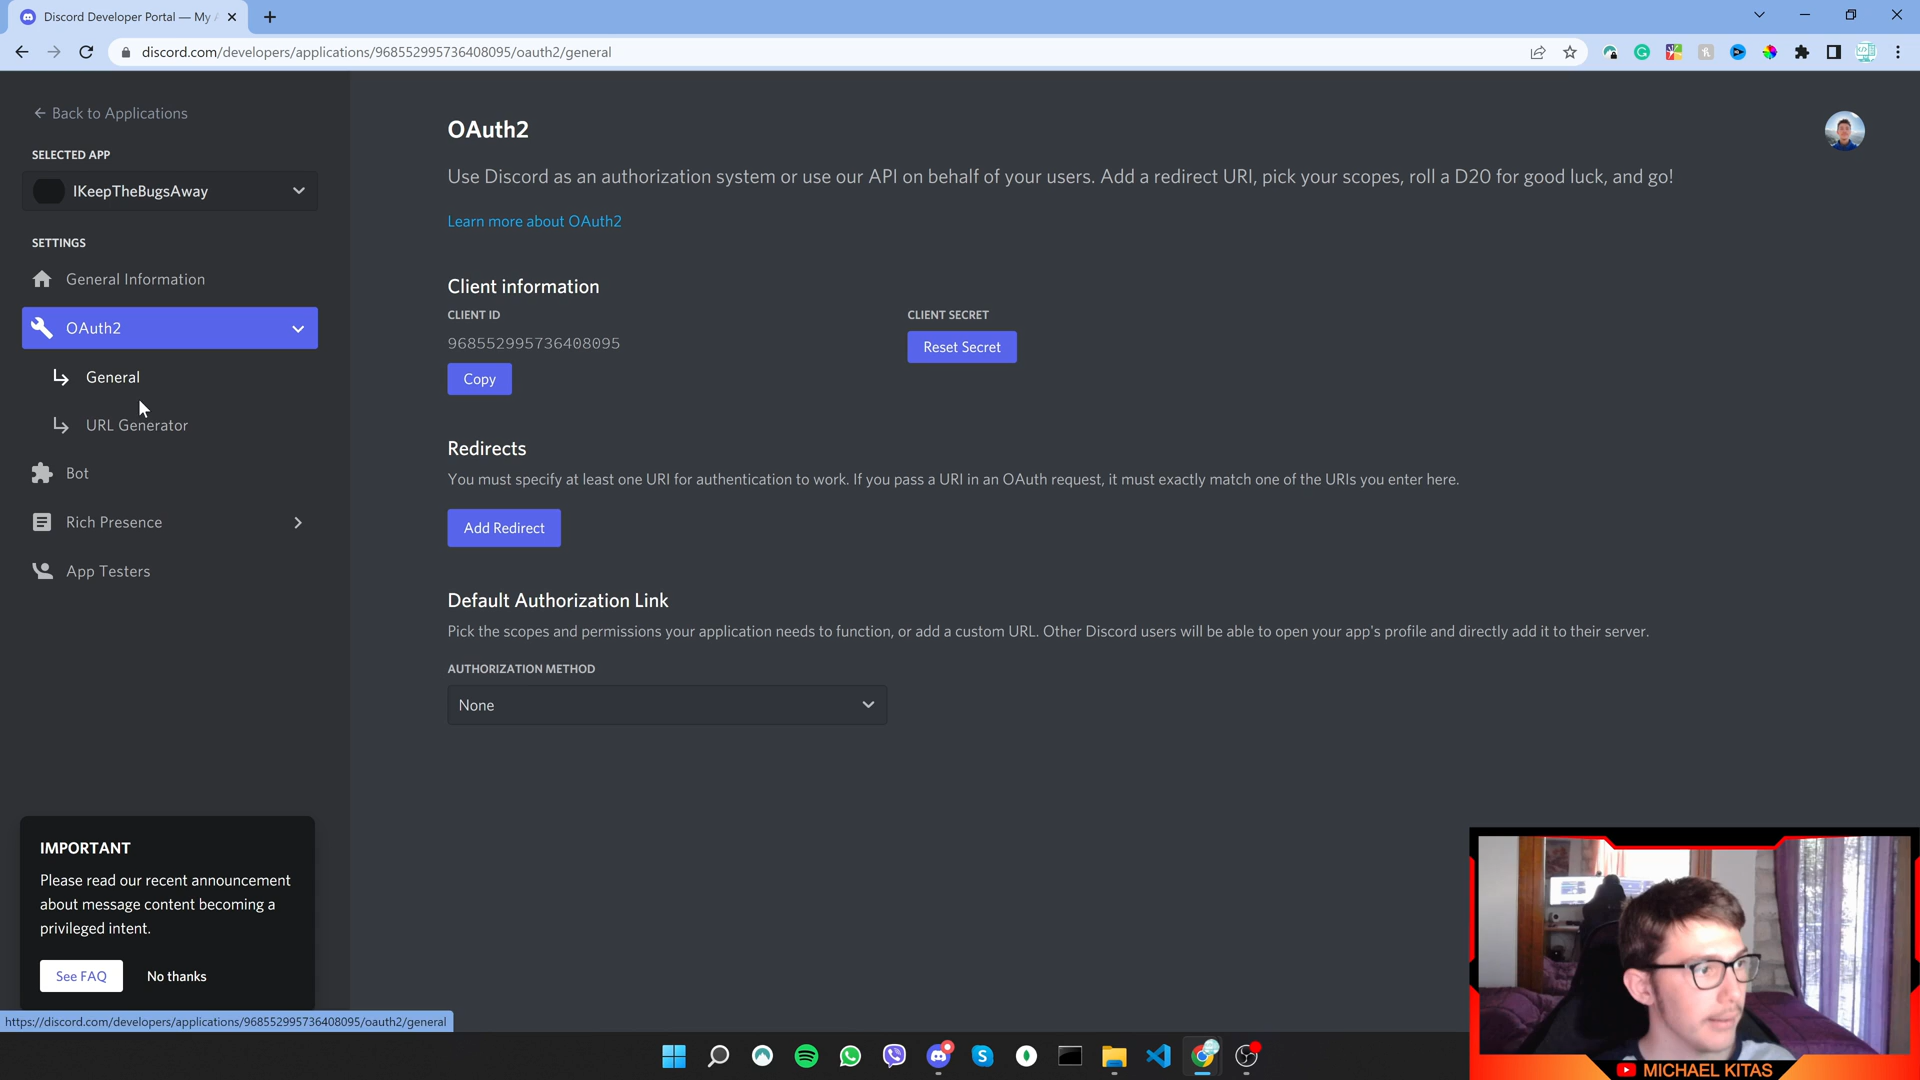 Discord Developer Portal — My A
discord.com/developers/applications/968552995736408095/oauth2/general
Back to Applications
SELECTED APP
IKeepTheBugsAway
SETTINGS
General Information
OAuth2
General
URL Generator
Bot
Rich Presence
App Testers
IMPORTANT
Please read our recent announcement
about message content becoming a
privileged intent.
See FAQ
No thanks
https://discord.com/developers/applications/968552995736408095/oauth2/general
OAuth2
Use Discord as an authorization system or use our API on behalf of your users. Add a redirect URI, pick your scopes, roll a D20 for good luck, and go!
Learn more about OAuth2
Client information
CLIENT ID
968552995736408095
Copy
CLIENT SECRET
Reset Secret
Redirects
You must specify at least one URI for authentication to work. If you pass a URI in an OAuth request, it must exactly match one of the URIs you enter here.
Add Redirect
Default Authorization Link
Pick the scopes and permissions your application needs to function, or add a custom URL. Other Discord users will be able to open your app's profile and directly add it to their server.
AUTHORIZATION METHOD
None
MICHAEL KITAS